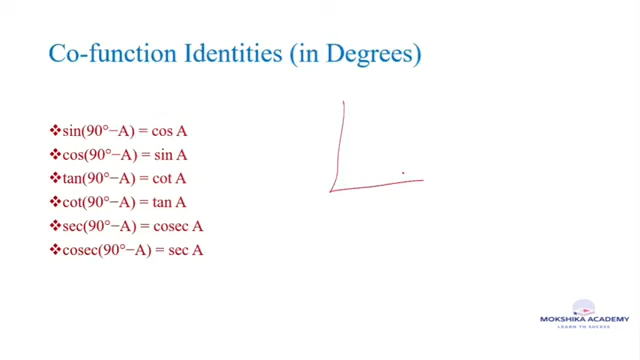 Co-function Identities (in Degrees)
❖sin(90°−A) = cos A
❖cos(90°−A) = sin A
❖tan(90°−A) = cot A
❖cot(90°−A) = tan A
❖sec(90°−A) = cosec A
❖cosec(90°−A) = sec A
MOKSHIKA ACADEMY
LEARN TO SUCESS